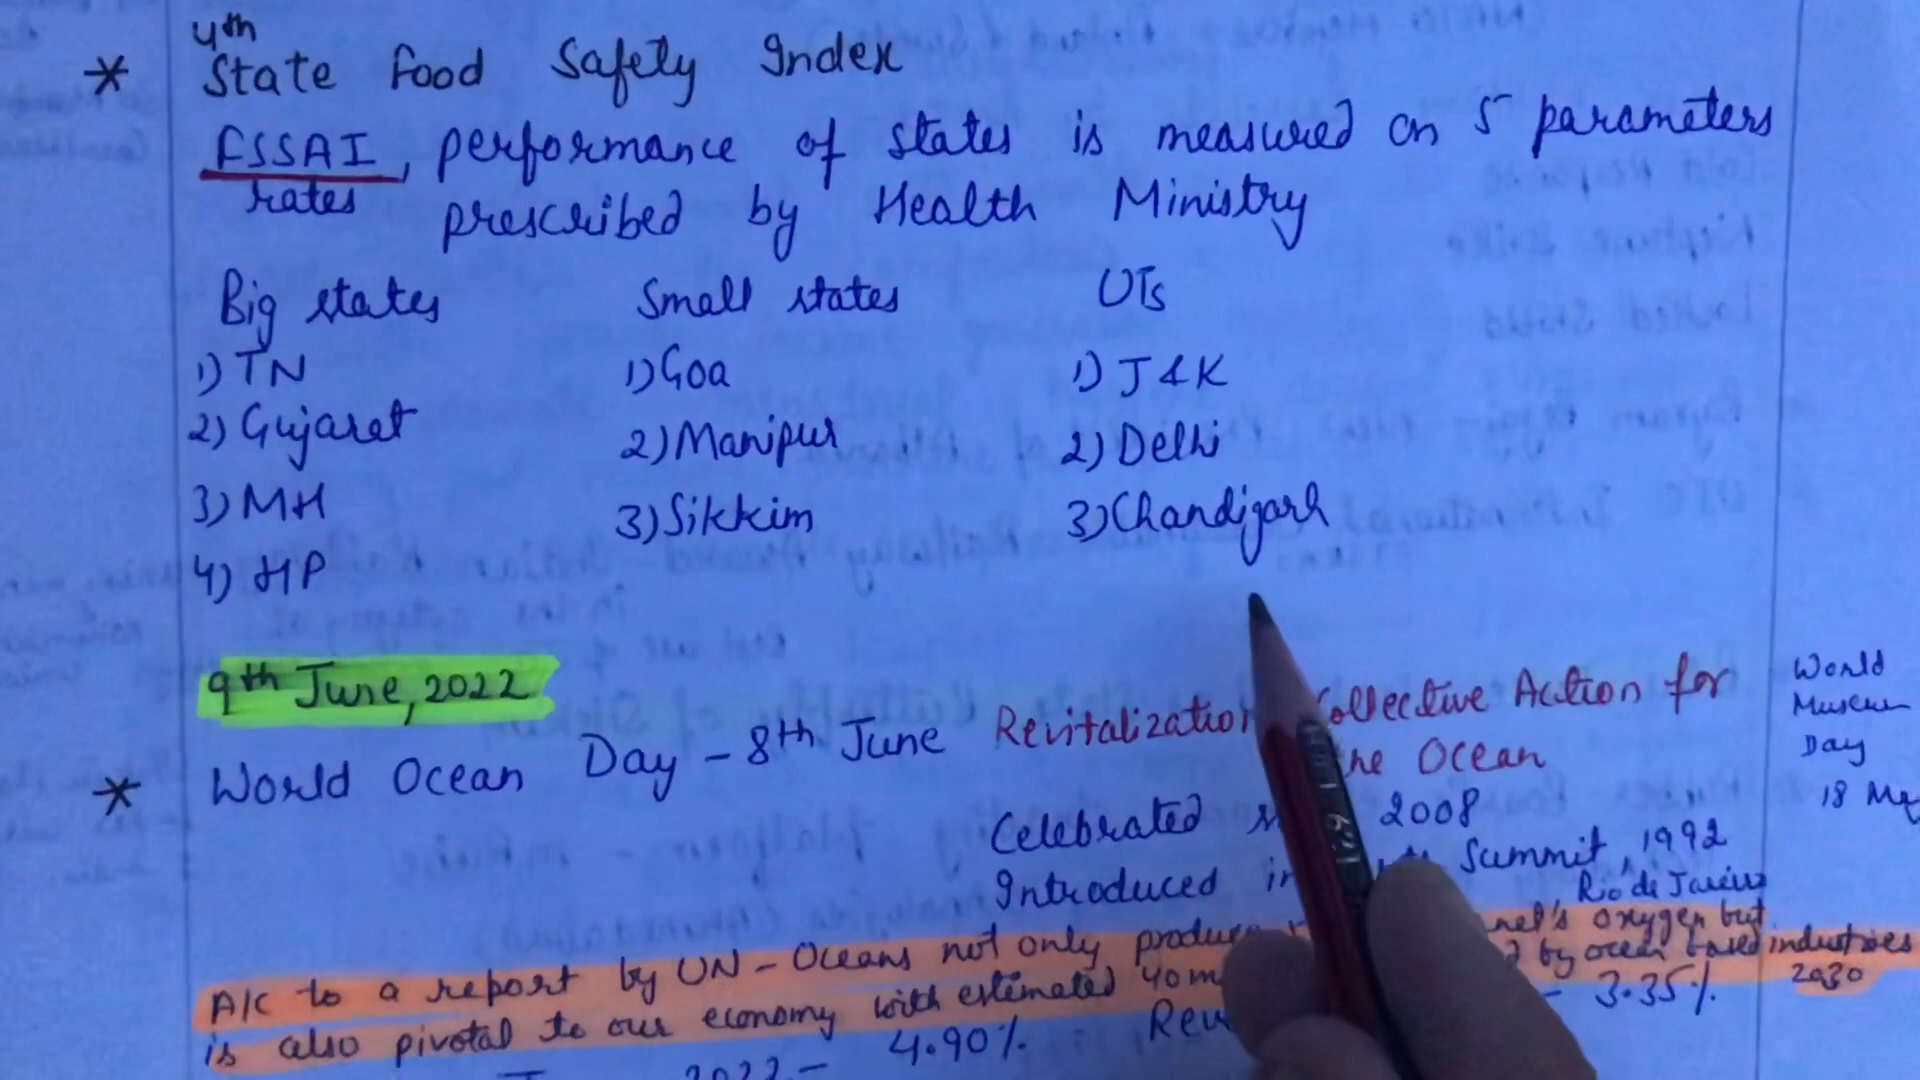 4th
* State Food Safety Index
FSSAI, performance of states is measured on 5 parameters
rates prescribed by Health Ministry
Big states Small states UTs
1) TN 1) Goa 1) J&K
2) Gujarat 2) Manipur 2) Delhi
3) MH 3) Sikkim 3) Chandigarh
4) HP
9th June, 2022
* World Ocean Day - 8th June Revitalization Collective Action for
the Ocean
World
Museum
Day
18 May
Celebrated 2008
Introduced in Summit, 1992
Rio de Janeiro
A/c to a report by UN - Oceans not only produce oxygen but
is also pivotal to our economy with estimated 40 m by ocean based industries
2030
2022 - 4.90% Rev - 3.35%